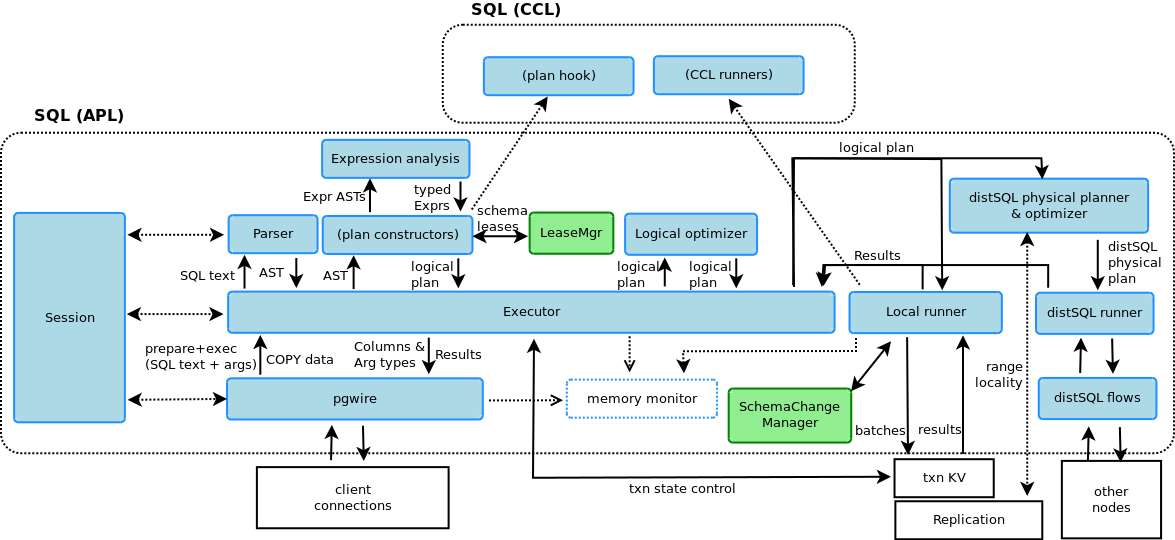 SQL (CCL)
(plan hook)
(CCL runners)
SQL (APL)
logical plan
Expression analysis
Expr ASTs
typed
Exprs
distSQL physical planner
& optimizer
schema
leases
Parser
(plan constructors)
LeaseMgr
Logical optimizer
SQL text
AST
AST
logical
plan
logical
plan
logical
plan
Results
distSQL
physical
plan
Session
Executor
Local runner
distSQL runner
prepare+exec
(SQL text + args)
COPY data
Columns &
Arg types
Results
range
locality
pgwire
memory monitor
SchemaChange
Manager
distSQL flows
batches
results
client
connections
txn state control
txn KV
Replication
other
nodes